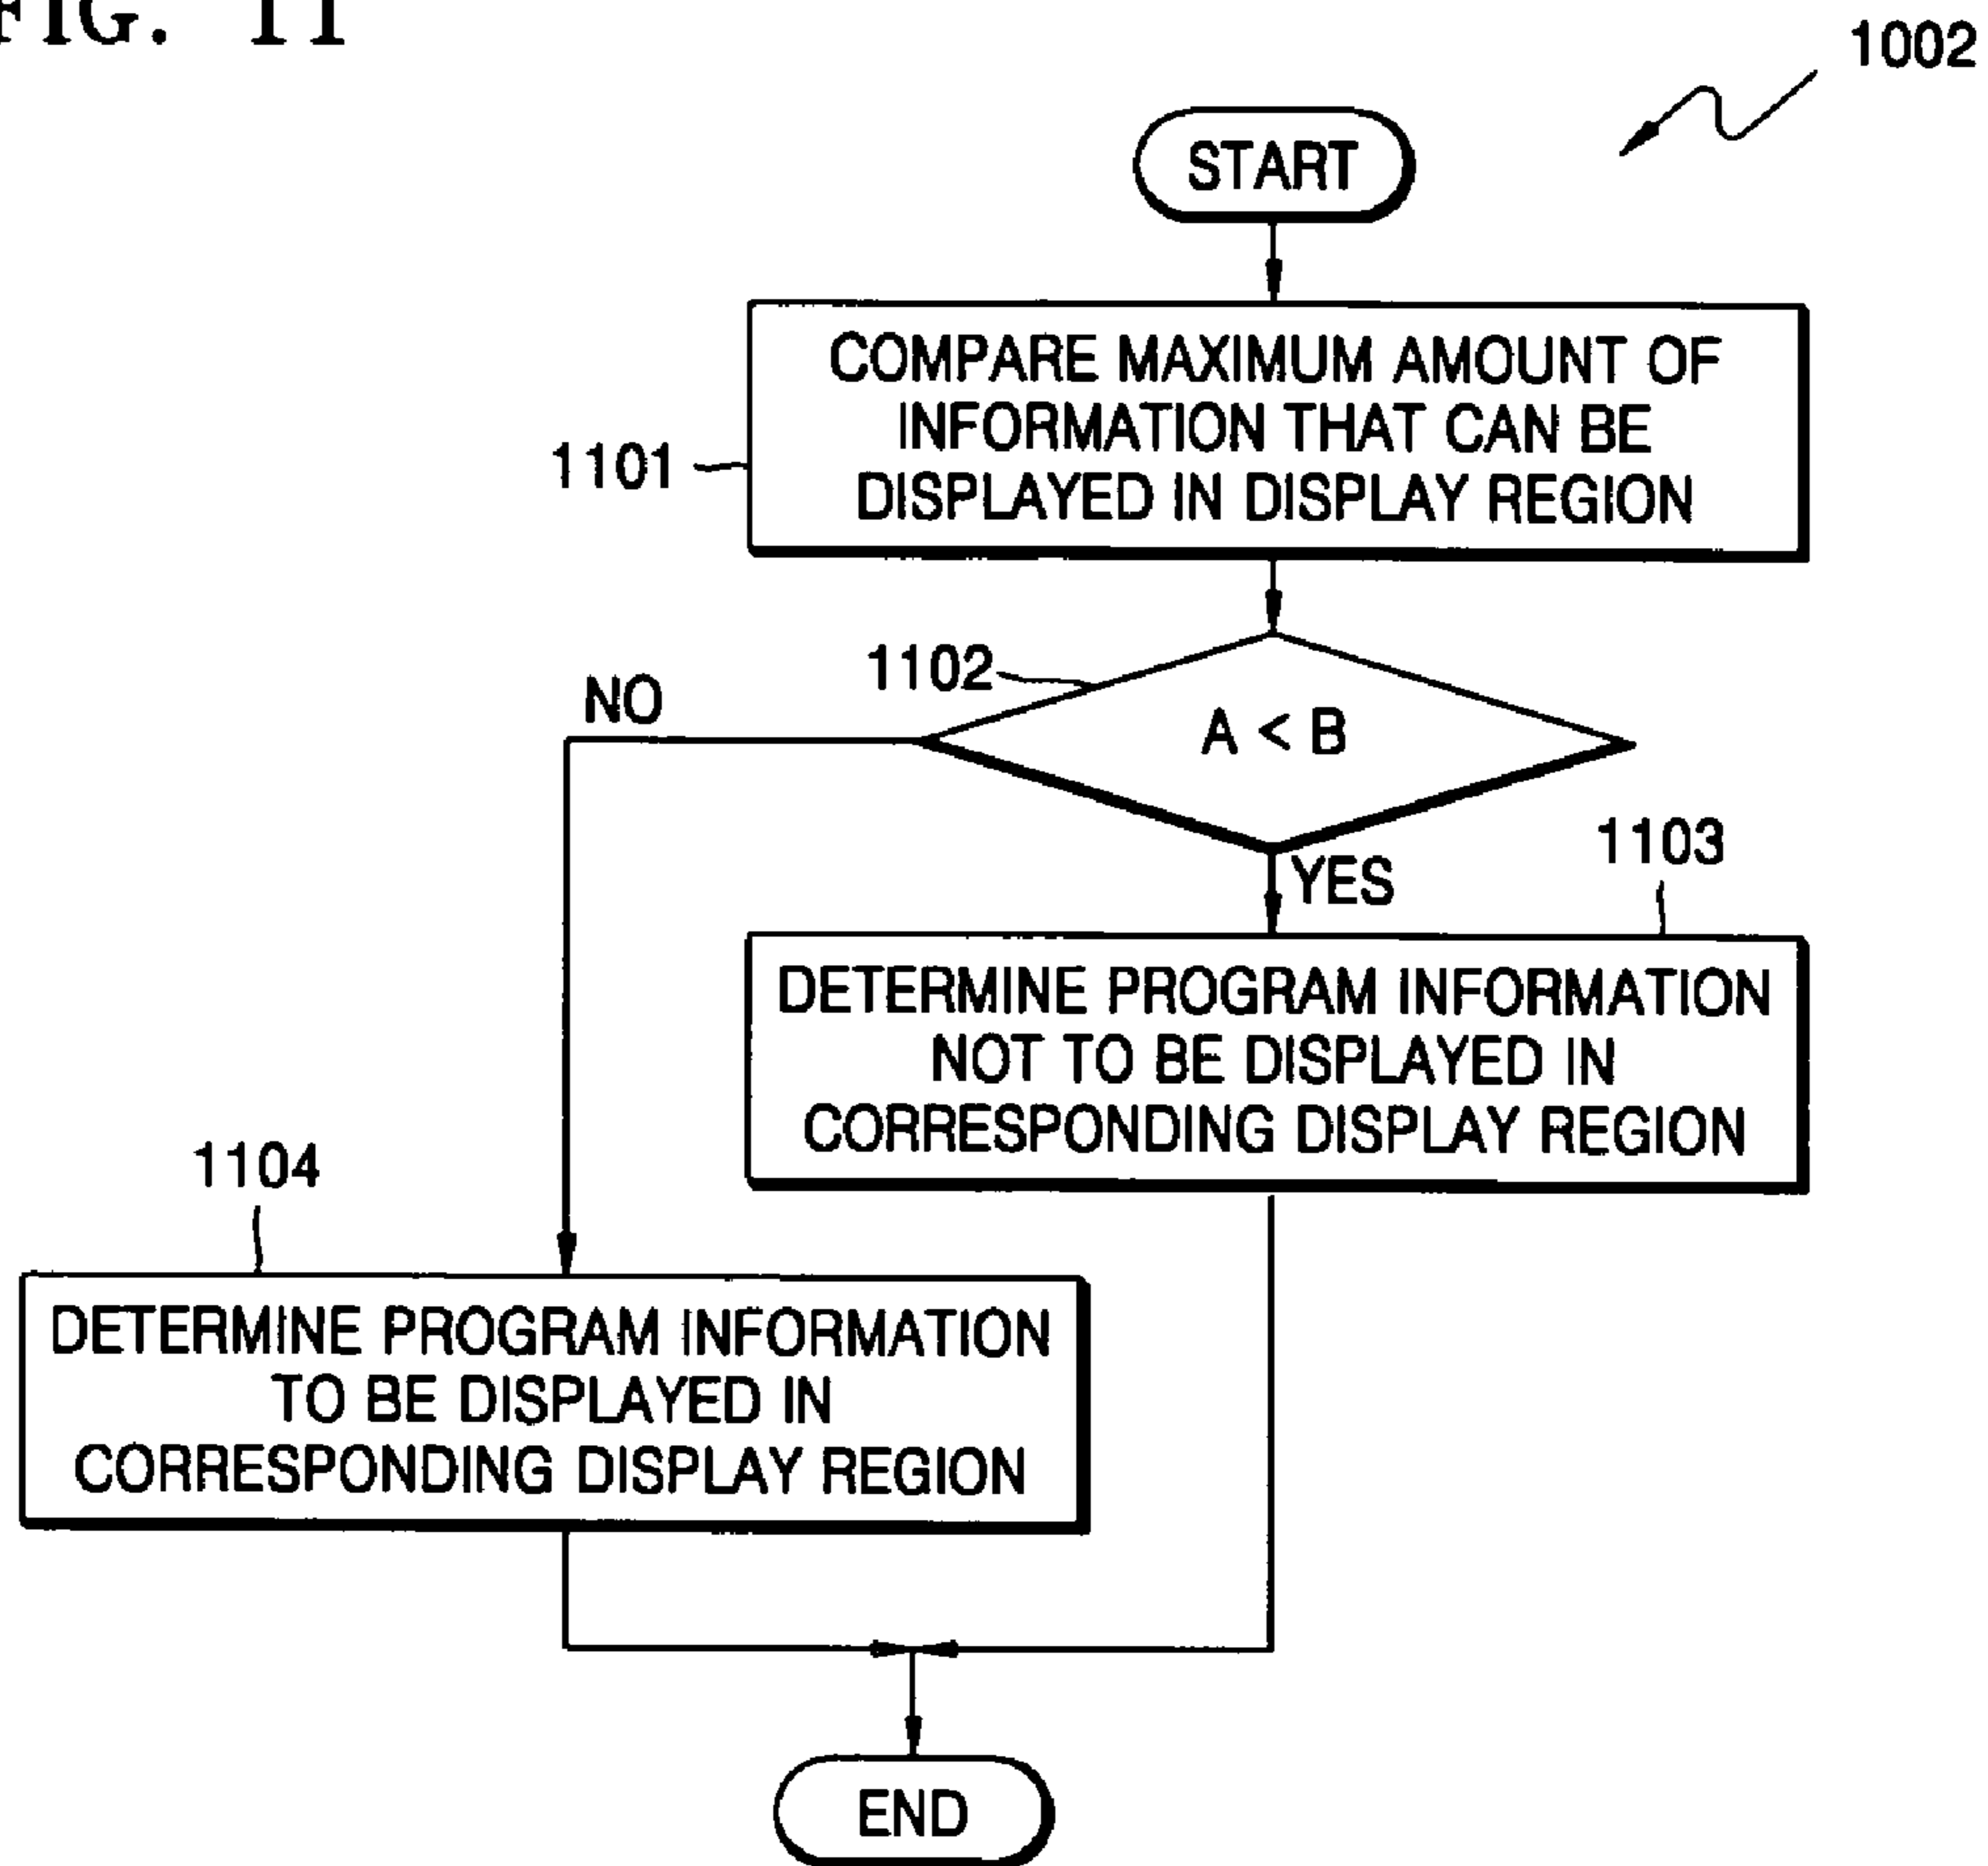 FIG. 11
1002
START
COMPARE MAXIMUM AMOUNT OF
INFORMATION THAT CAN BE
DISPLAYED IN DISPLAY REGION
1101
1102
NO
A < B
YES
1103
DETERMINE PROGRAM INFORMATION
NOT TO BE DISPLAYED IN
CORRESPONDING DISPLAY REGION
1104
DETERMINE PROGRAM INFORMATION
TO BE DISPLAYED IN
CORRESPONDING DISPLAY REGION
END